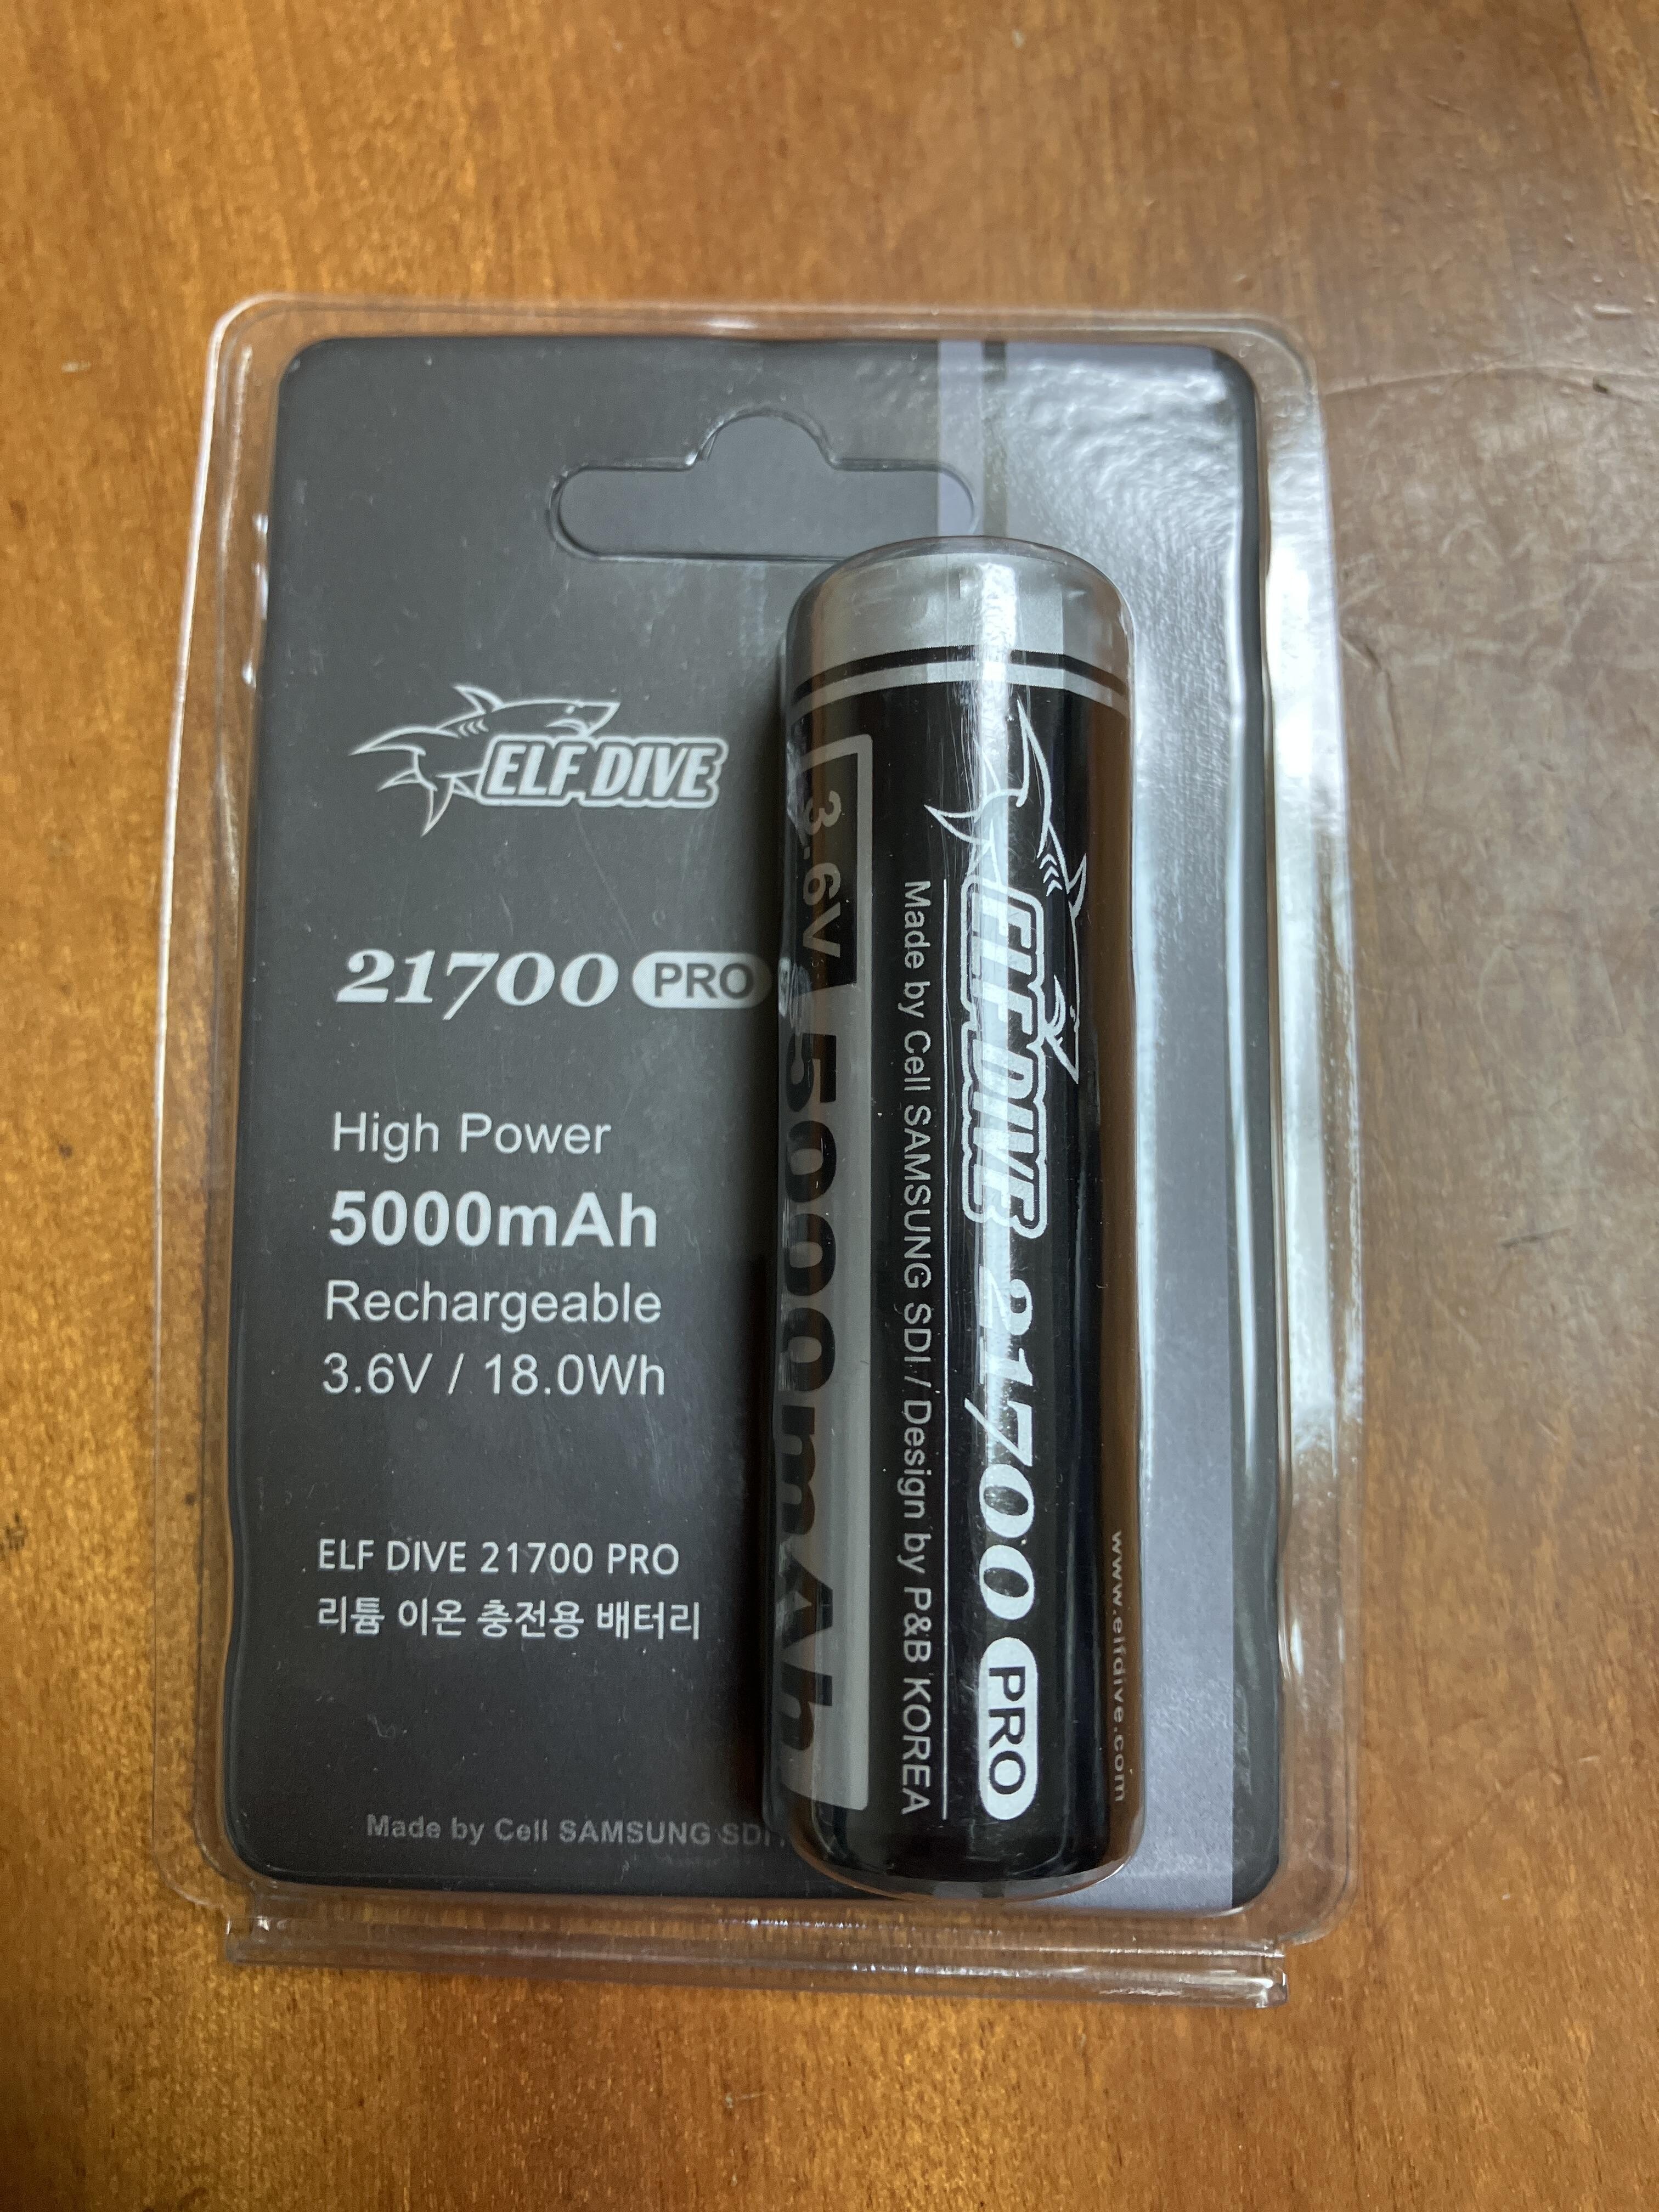 ELF DIVE
21700 PRO
High Power
5000mAh
Rechargeable
3.6V / 18.0Wh
ELF DIVE 21700 PRO
리튬 이온 충전용 배터리
Made by Cell SAMSUNG SDI
3.6V 5000mAh
Made by Cell SAMSUNG SDI / Design by P&B KOREA
ELF DIVE 21700 PRO
www.elfdive.com